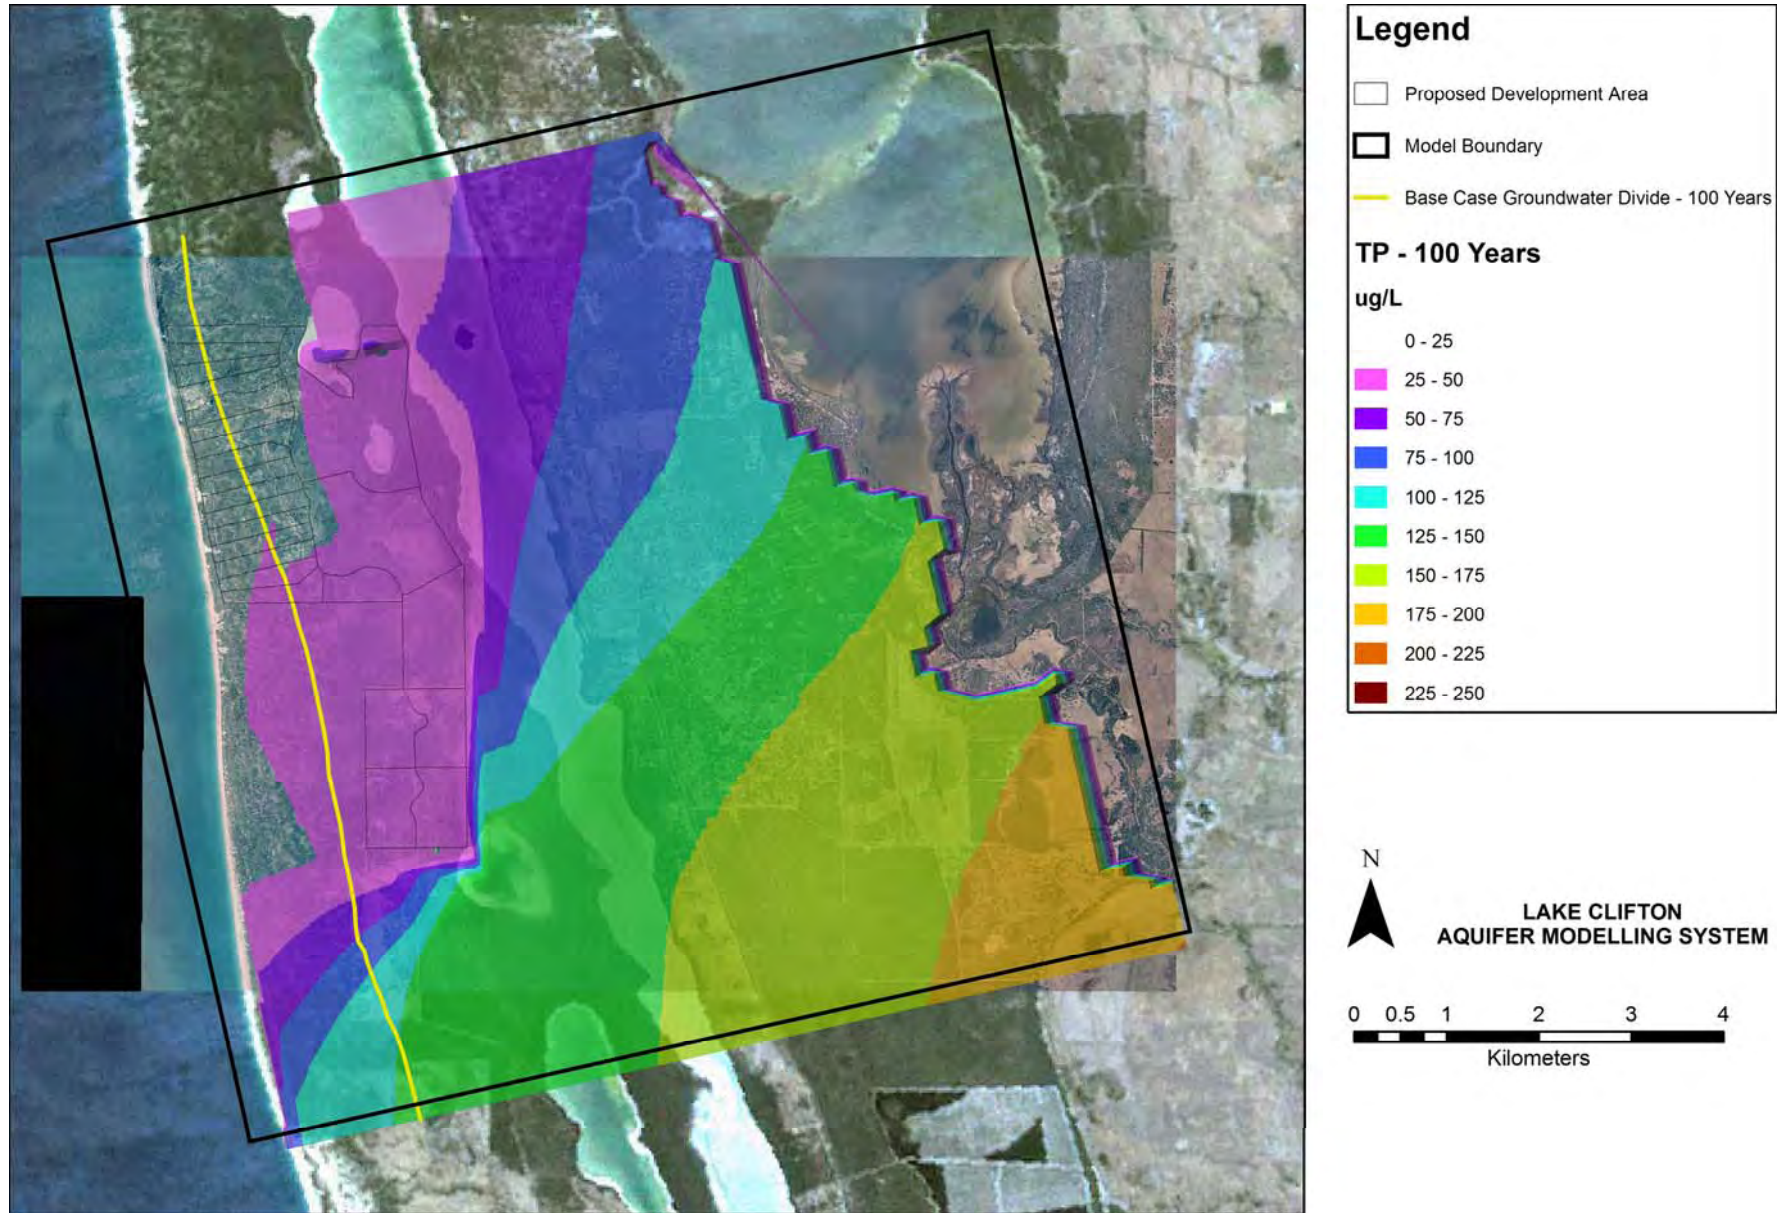 Legend
Proposed Development Area
Model Boundary
Base Case Groundwater Divide - 100 Years
TP - 100 Years
ug/L
0 - 25
25 - 50
50 - 75
75 - 100
100 - 125
125 - 150
150 - 175
175 - 200
200 - 225
225 - 250
N
LAKE CLIFTON
AQUIFER MODELLING SYSTEM
0 0.5 1 2 3 4
Kilometers